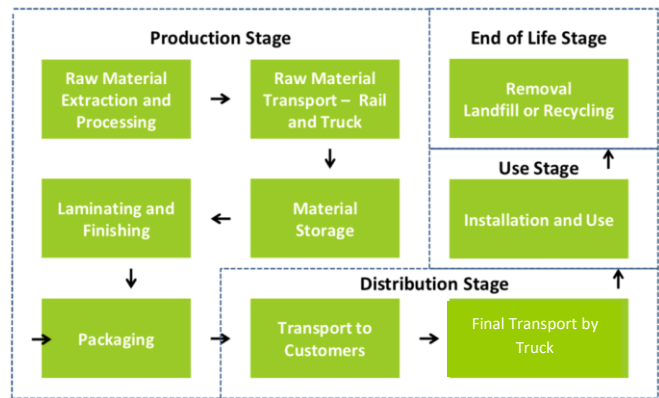 Production Stage
Raw Material
Extraction and
Processing
Raw Material
Transport – Rail
and Truck
Laminating and
Finishing
Material
Storage
Packaging
End of Life Stage
Removal
Landfill or Recycling
Use Stage
Installation and Use
Distribution Stage
Transport to
Customers
Final Transport by
Truck